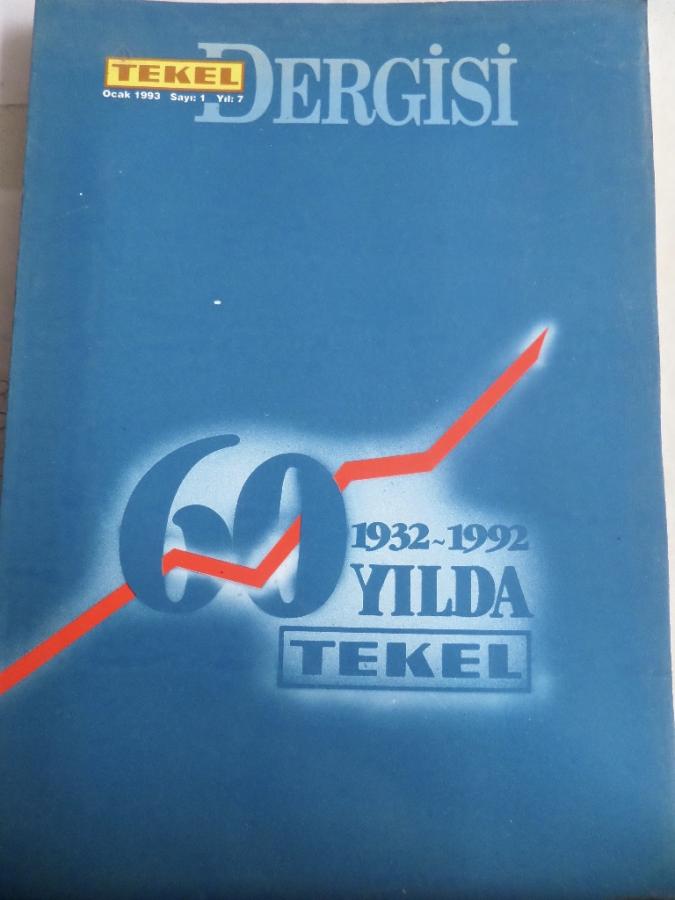 TEKEL DERGİSİ
Ocak 1993 Sayı: 1 Yıl: 7
60
1932~1992
YILDA
TEKEL